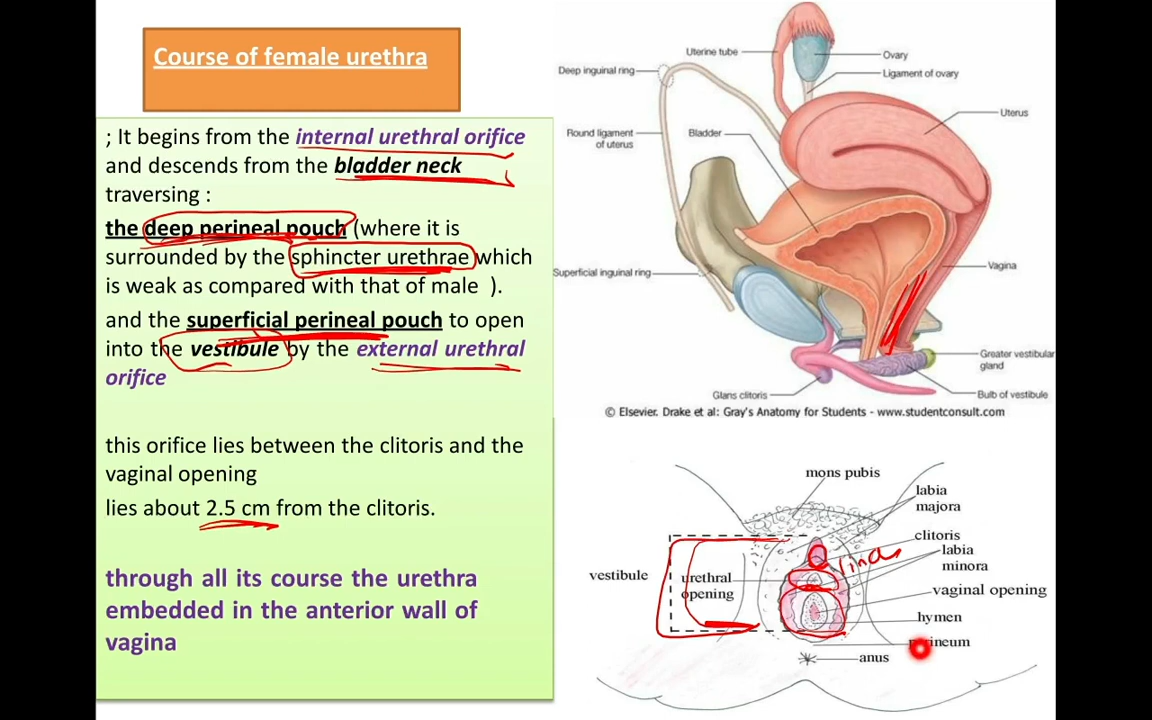 Course of female urethra
; It begins from the internal urethral orifice
and descends from the bladder neck
traversing :
the deep perineal pouch (where it is
surrounded by the sphincter urethrae which
is weak as compared with that of male ).
and the superficial perineal pouch to open
into the vestibule by the external urethral
orifice
this orifice lies between the clitoris and the
vaginal opening
lies about 2.5 cm from the clitoris.
through all its course the urethra
embedded in the anterior wall of
vagina
Uterine tube
Ovary
Deep inguinal ring
Ligament of ovary
Uterus
Round ligament
of uterus
Bladder
Vagina
Superficial inguinal ring
Greater vestibular
gland
Glans clitoris
Bulb of vestibule
© Elsevier. Drake et al: Gray's Anatomy for Students - www.studentconsult.com
mons pubis
labia
majora
clitoris
labia
minora
vestibule
urethral
opening
vaginal opening
hymen
perineum
anus